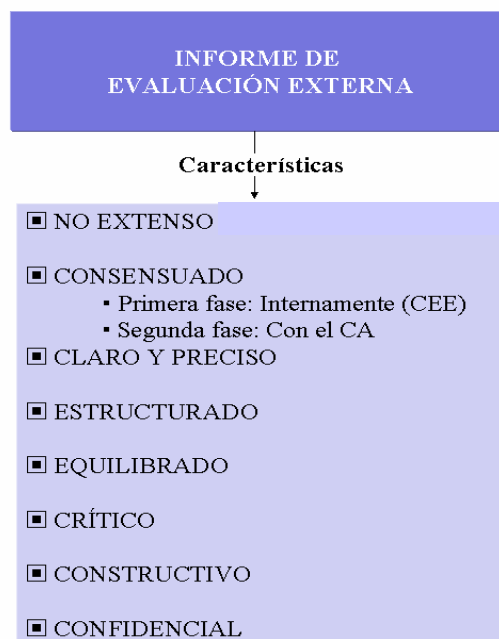 INFORME DE
EVALUACIÓN EXTERNA
Característícas
▣ NO EXTENSO
▣ CONSENSUADO
▪ Primera fase: Internamente (CEE)
▪ Segunda fase: Con el CA
▣ CLARO Y PRECISO
▣ ESTRUCTURADO
▣ EQUILIBRADO
▣ CRÍTICO
▣ CONSTRUCTIVO
▣ CONFIDENCIAL